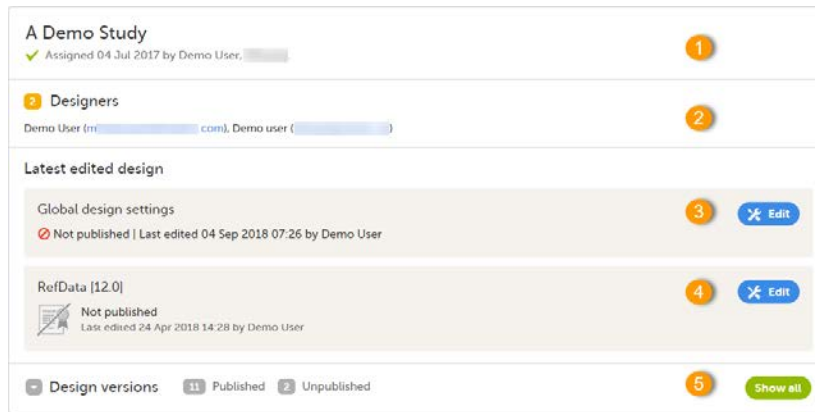 A Demo Study
Assigned 04 Jul 2017 by Demo User,
1
2 Designers
2
Demo User (m com), Demo user ( )
Latest edited design
Global design settings
3
Edit
Not published | Last edited 04 Sep 2018 07:26 by Demo User
RefData [12.0]
4
Edit
Not published
Last edited 24 Apr 2018 14:28 by Demo User
- Design versions 11 Published 2 Unpublished
5
Show all